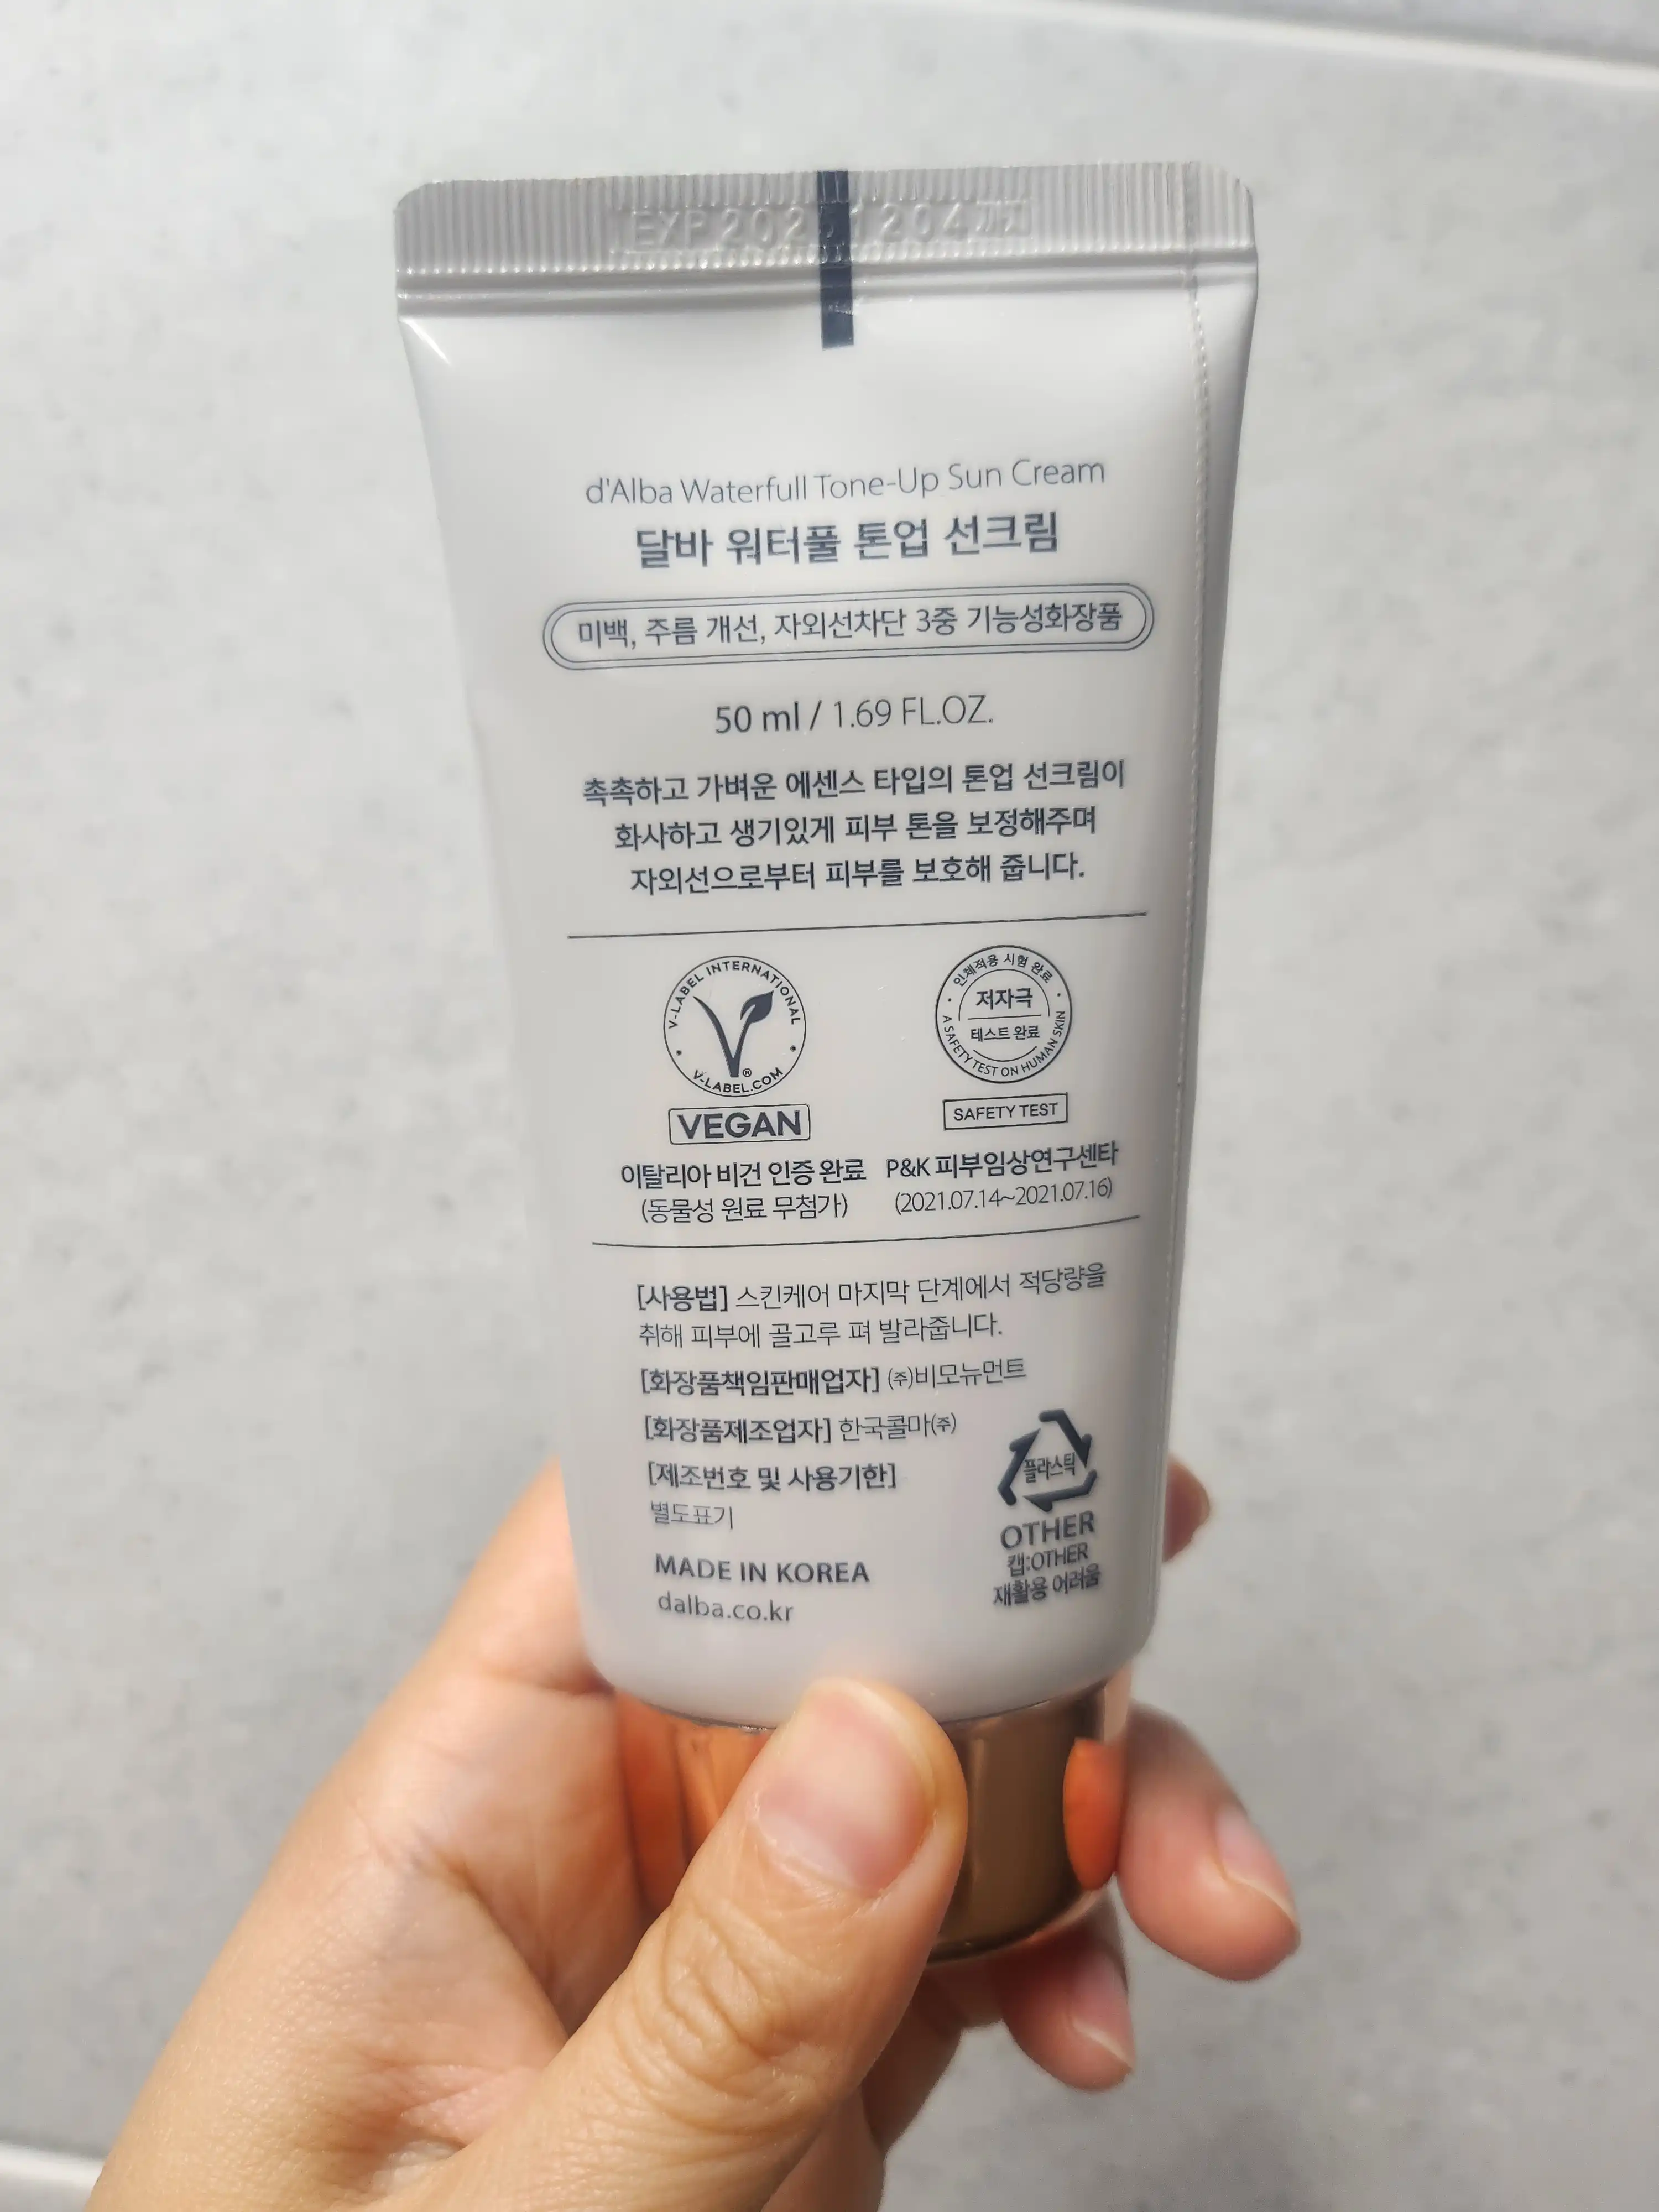 EXP 202 1204까지
d'Alba Waterfull Tone-Up Sun Cream
달바 워터풀 톤업 선크림
미백, 주름 개선, 자외선차단 3중 기능성화장품
50 ml / 1.69 FL.OZ.
촉촉하고 가벼운 에센스 타입의 톤업 선크림이
화사하고 생기있게 피부 톤을 보정해주며
자외선으로부터 피부를 보호해 줍니다.
V-LABEL INTERNATIONAL
®
V-LABEL.COM
VEGAN
이탈리아 비건 인증 완료
(동물성 원료 무첨가)
인체적용 시험 완료
저자극
테스트 완료
A SAFETY TEST ON HUMAN SKIN
SAFETY TEST
P&K 피부임상연구센타
(2021.07.14~2021.07.16)
[사용법] 스킨케어 마지막 단계에서 적당량을
취해 피부에 골고루 펴 발라줍니다.
[화장품책임판매업자] ㈜비모뉴먼트
[화장품제조업자] 한국콜마㈜
[제조번호 및 사용기한]
별도표기
MADE IN KOREA
dalba.co.kr
플라스틱
OTHER
캡:OTHER
재활용 어려움